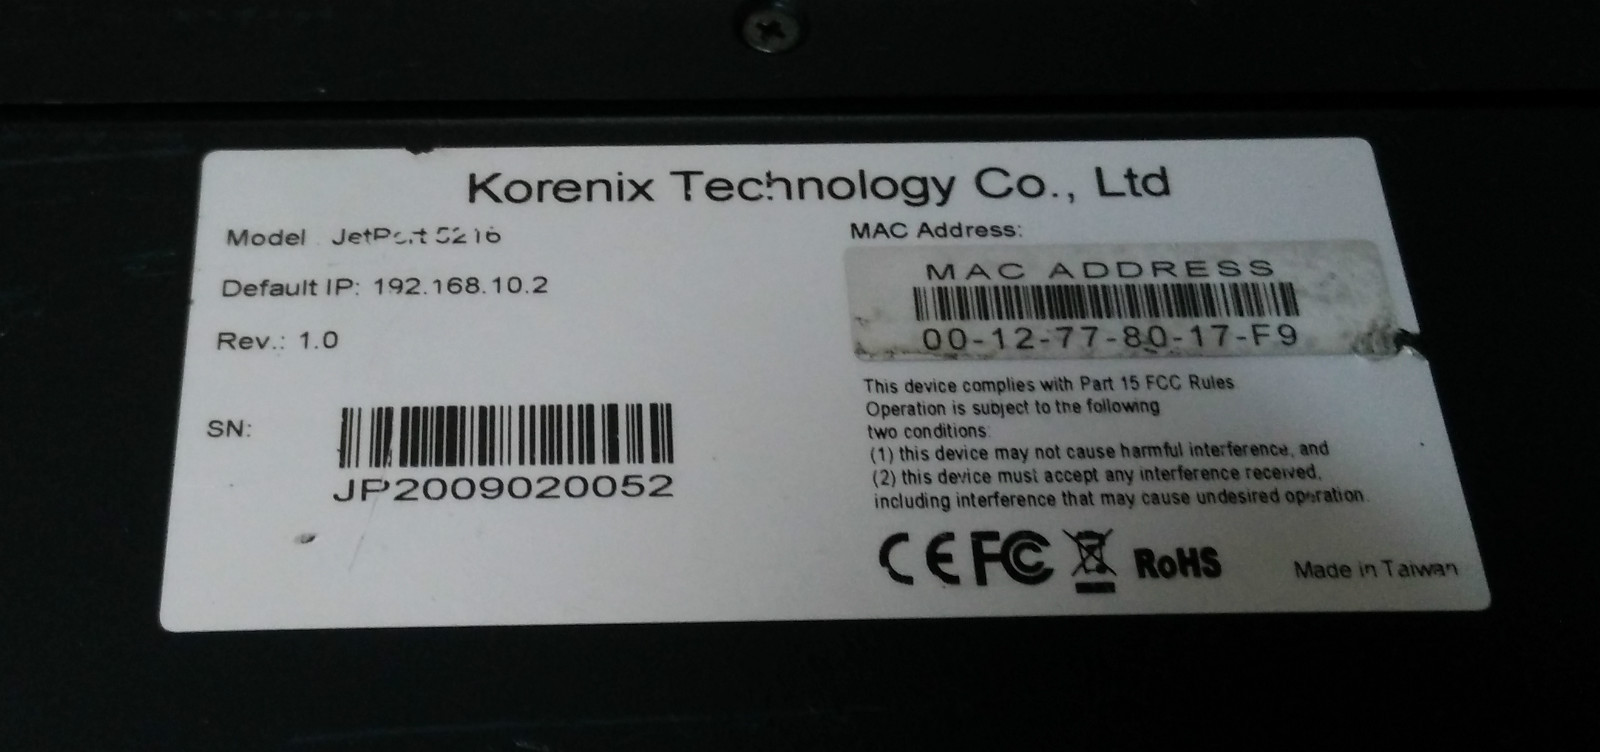 Korenix Technology Co., Ltd
Model JetPort 5216
Default IP: 192.168.10.2
Rev.: 1.0
SN:
JP2009020052
MAC Address:
MAC ADDRESS
00-12-77-80-17-F9
This device complies with Part 15 FCC Rules
Operation is subject to the following
two conditions:
(1) this device may not cause harmful interference, and
(2) this device must accept any interference received,
including interference that may cause undesired operation.
CE FC RoHS
Made in Taiwan